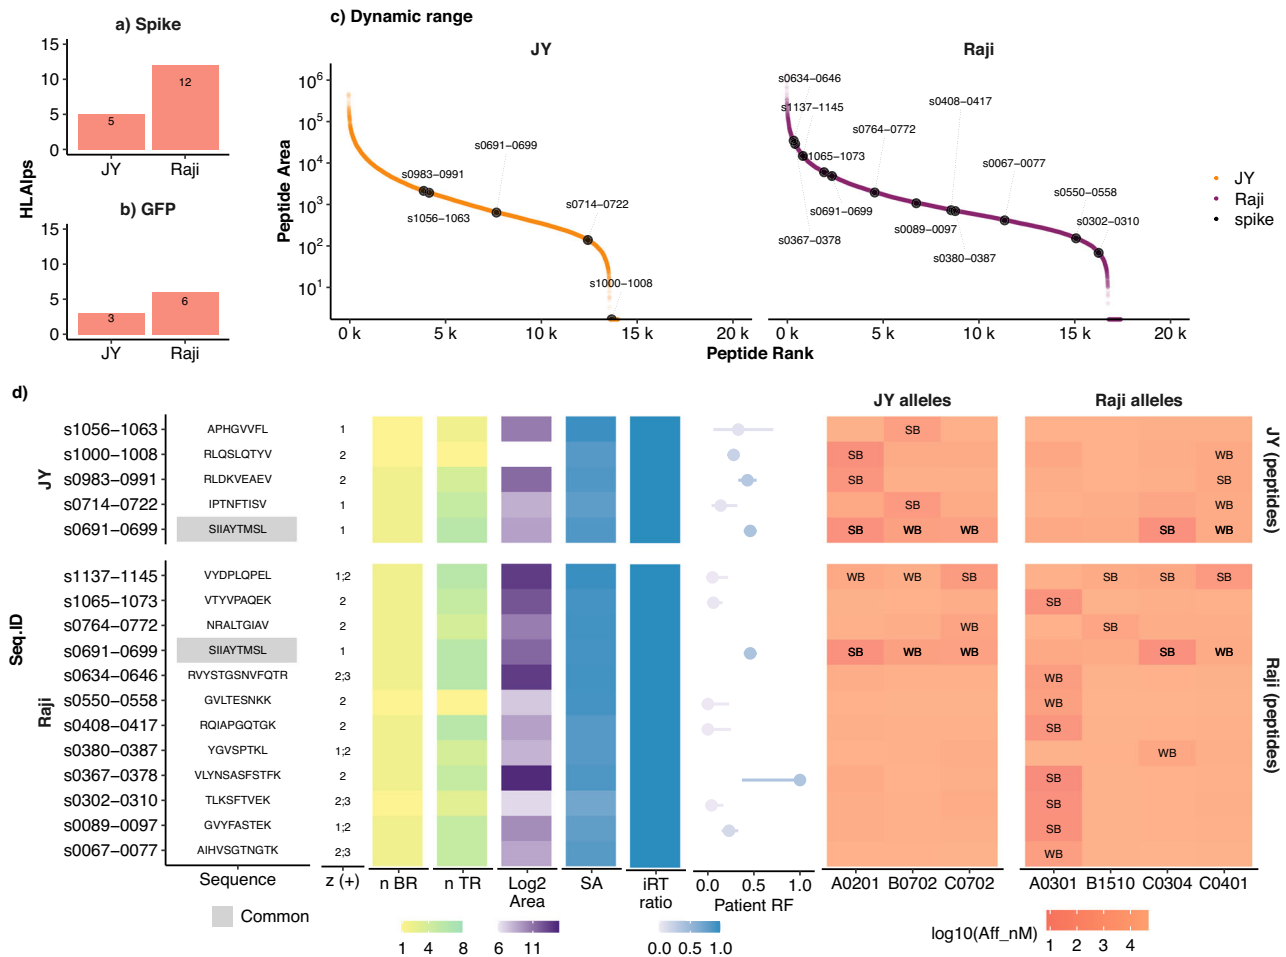 a) Spike
15
10
5
0
5
12
JY
Raji
HLAIps
b) GFP
15
10
5
0
3
6
JY
Raji
c) Dynamic range
JY
Raji
Peptide Area
10^6
10^5
10^4
10^3
10^2
10^1
s0691−0699
s0983−0991
s1056−1063
s0714−0722
s1000−1008
0 k
5 k
10 k
15 k
20 k
s0634−0646
s1137−1145
s0408−0417
s0764−0772
s1065−1073
s0067−0077
s0550−0558
s0691−0699
s0302−0310
s0367−0378
s0089−0097
s0380−0387
0 k
5 k
10 k
15 k
20 k
Peptide Rank
JY
Raji
spike
d)
JY alleles
Raji alleles
s1056−1063 APHGVVFL 1 SB
s1000−1008 RLQSLQTYV 2 SB WB
s0983−0991 RLDKVEAEV 2 SB SB
s0714−0722 IPTNFTISV 1 SB WB
s0691−0699 SIIAYTMSL 1 SB WB WB SB WB
JY
JY (peptides)
s1137−1145 VYDPLQPEL 1;2 WB WB SB SB SB SB
s1065−1073 VTYVPAQEK 2 SB
s0764−0772 NRALTGIAV 2 WB SB
s0691−0699 SIIAYTMSL 1 SB WB WB SB WB
s0634−0646 RVYSTGSNVFQTR 2;3 WB
s0550−0558 GVLTESNKK 2 WB
s0408−0417 RQIAPGQTGK 2 SB
s0380−0387 YGVSPTKL 1;2 WB
s0367−0378 VLYNSASFSTFK 2 SB
s0302−0310 TLKSFTVEK 2;3 SB
s0089−0097 GVYFASTEK 1;2 SB
s0067−0077 AIHVSGTNGTK 2;3 WB
Seq.ID
Raji
Raji (peptides)
Sequence
z (+)
n BR
n TR
Log2
Area
SA
iRT
ratio
0.0 0.5 1.0
Patient RF
A0201 B0702 C0702
A0301 B1510 C0304 C0401
Common
1 4 8
6 11
0.0 0.5 1.0
log10(Aff_nM)
1 2 3 4